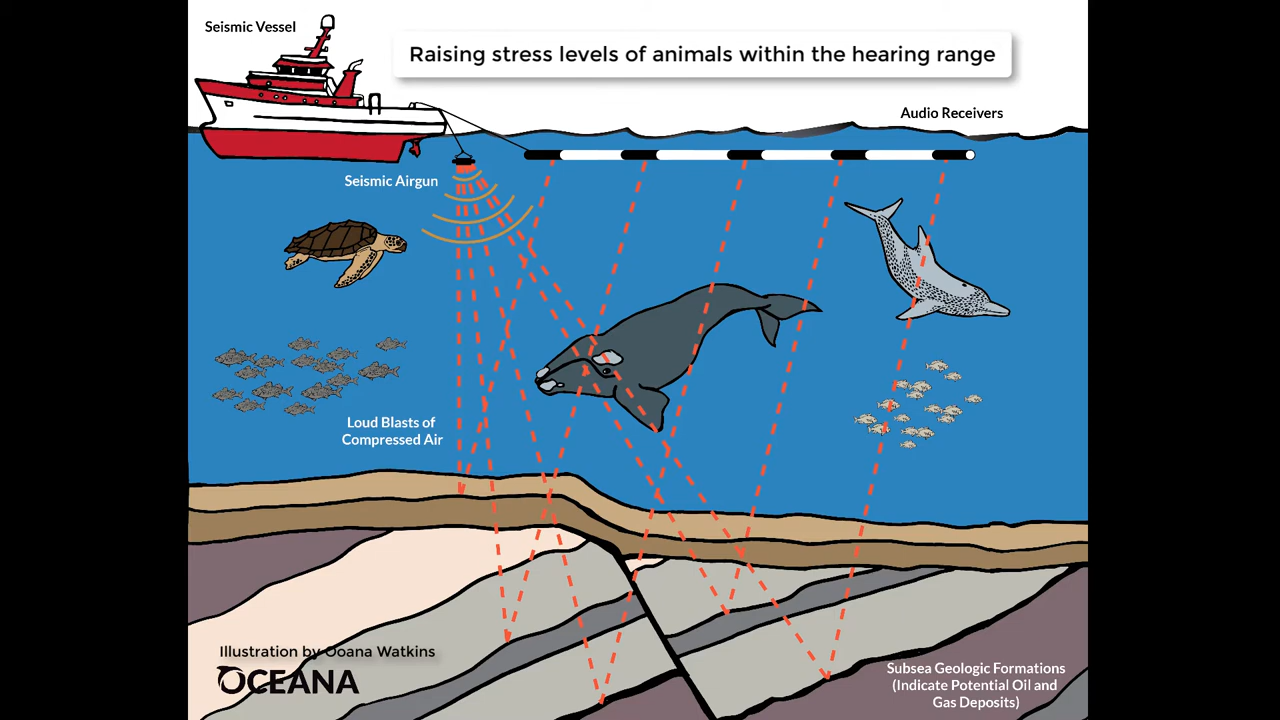 Seismic Vessel
Raising stress levels of animals within the hearing range
Audio Receivers
Seismic Airgun
Loud Blasts of
Compressed Air
Illustration by Ooana Watkins
OCEANA
Subsea Geologic Formations
(Indicate Potential Oil and
Gas Deposits)